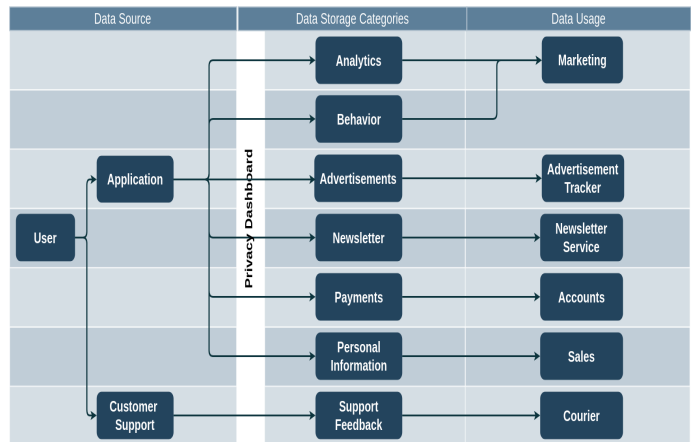 Data Source
Data Storage Categories
Data Usage
Analytics
Marketing
Behavior
Privacy Dashboard
Application
Advertisements
Advertisement
Tracker
User
Newsletter
Newsletter
Service
Payments
Accounts
Personal
Information
Sales
Customer
Support
Support
Feedback
Courier